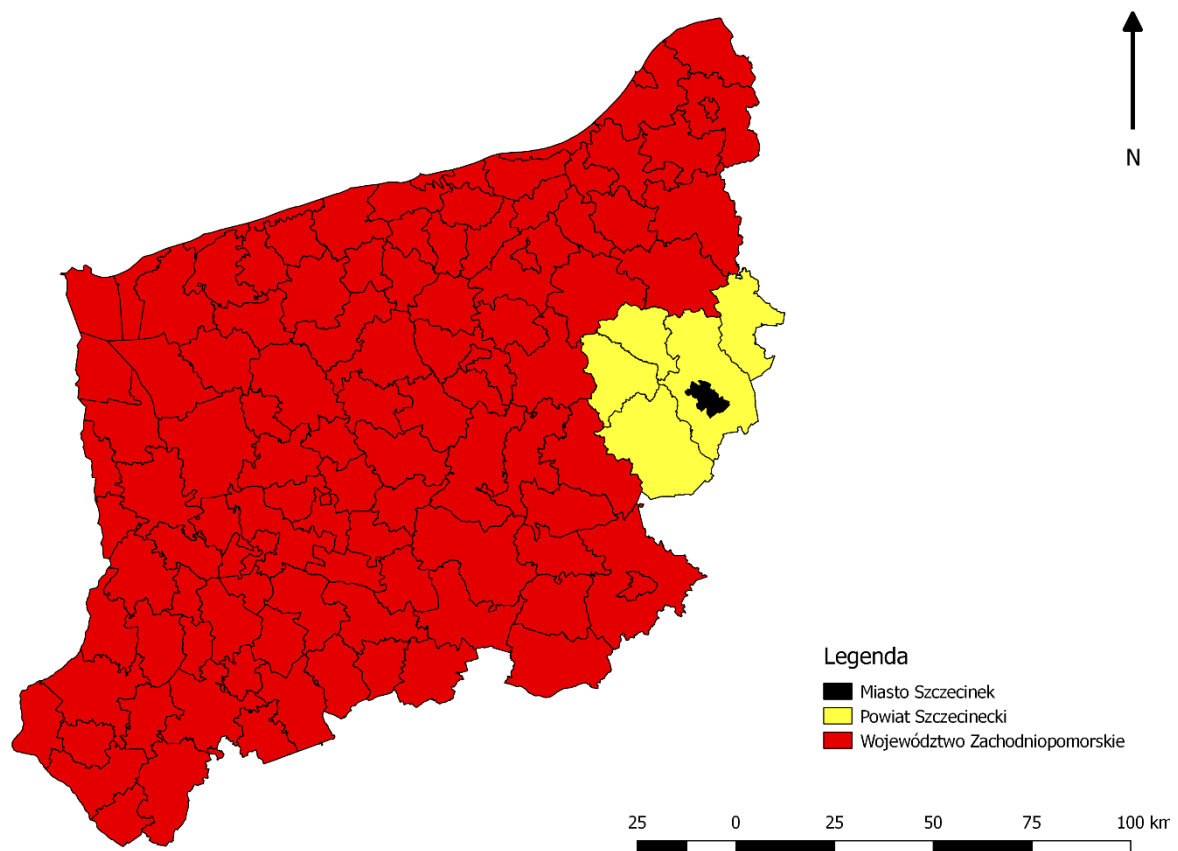 N
Legenda
Miasto Szczecinek
Powiat Szczecinecki
Województwo Zachodniopomorskie
25 0 25 50 75 100 km